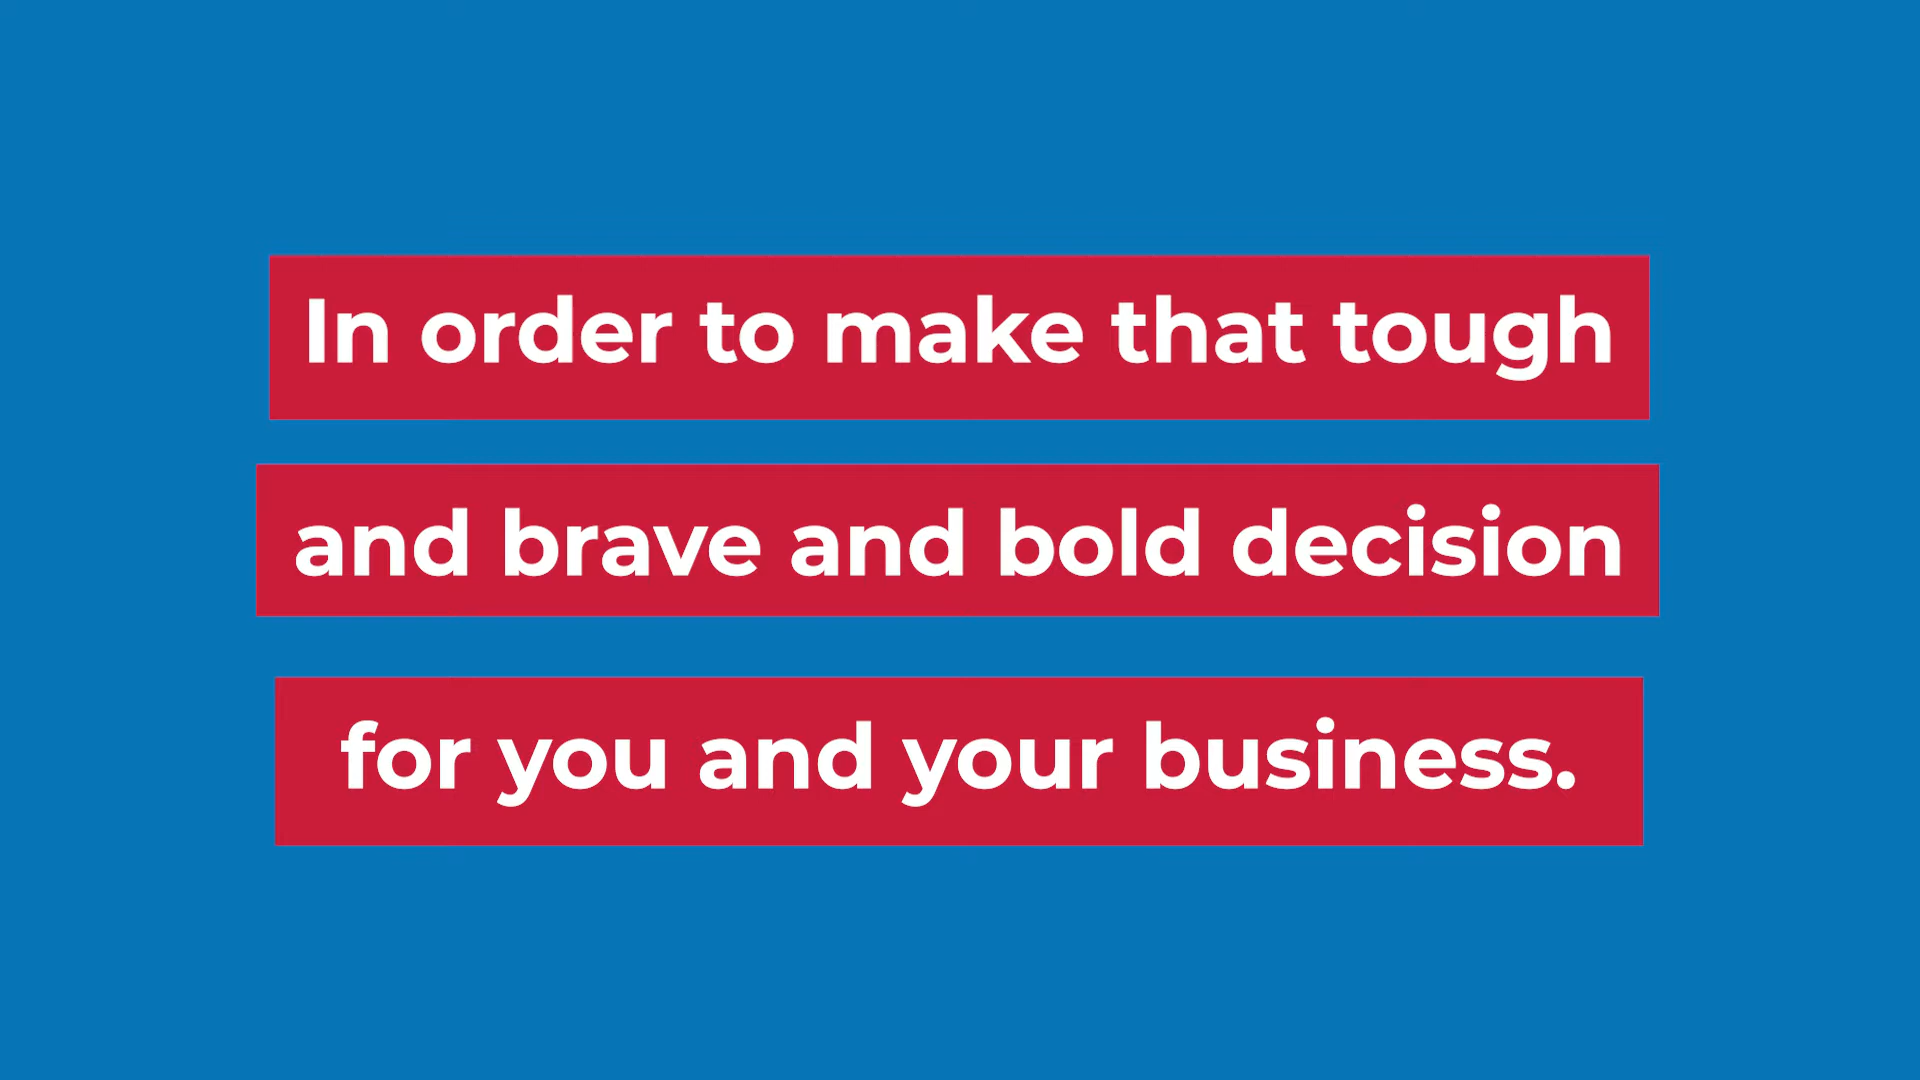 In order to make that tough
and brave and bold decision
for you and your business.